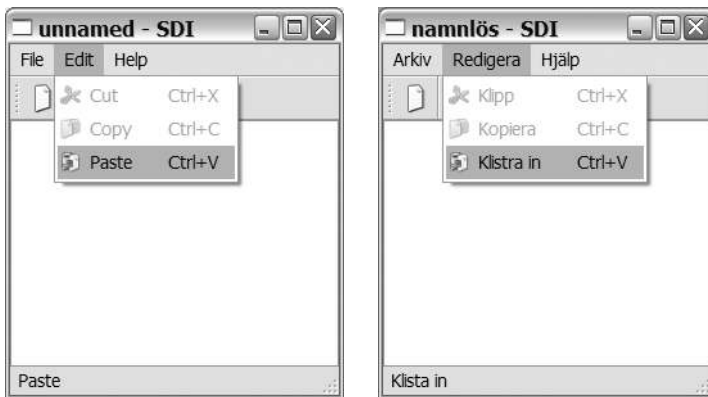 unnamed - SDI
File Edit Help
Cut Ctrl+X
Copy Ctrl+C
Paste Ctrl+V
Paste
namnlös - SDI
Arkiv Redigera Hjälp
Klipp Ctrl+X
Kopiera Ctrl+C
Klistra in Ctrl+V
Klista in